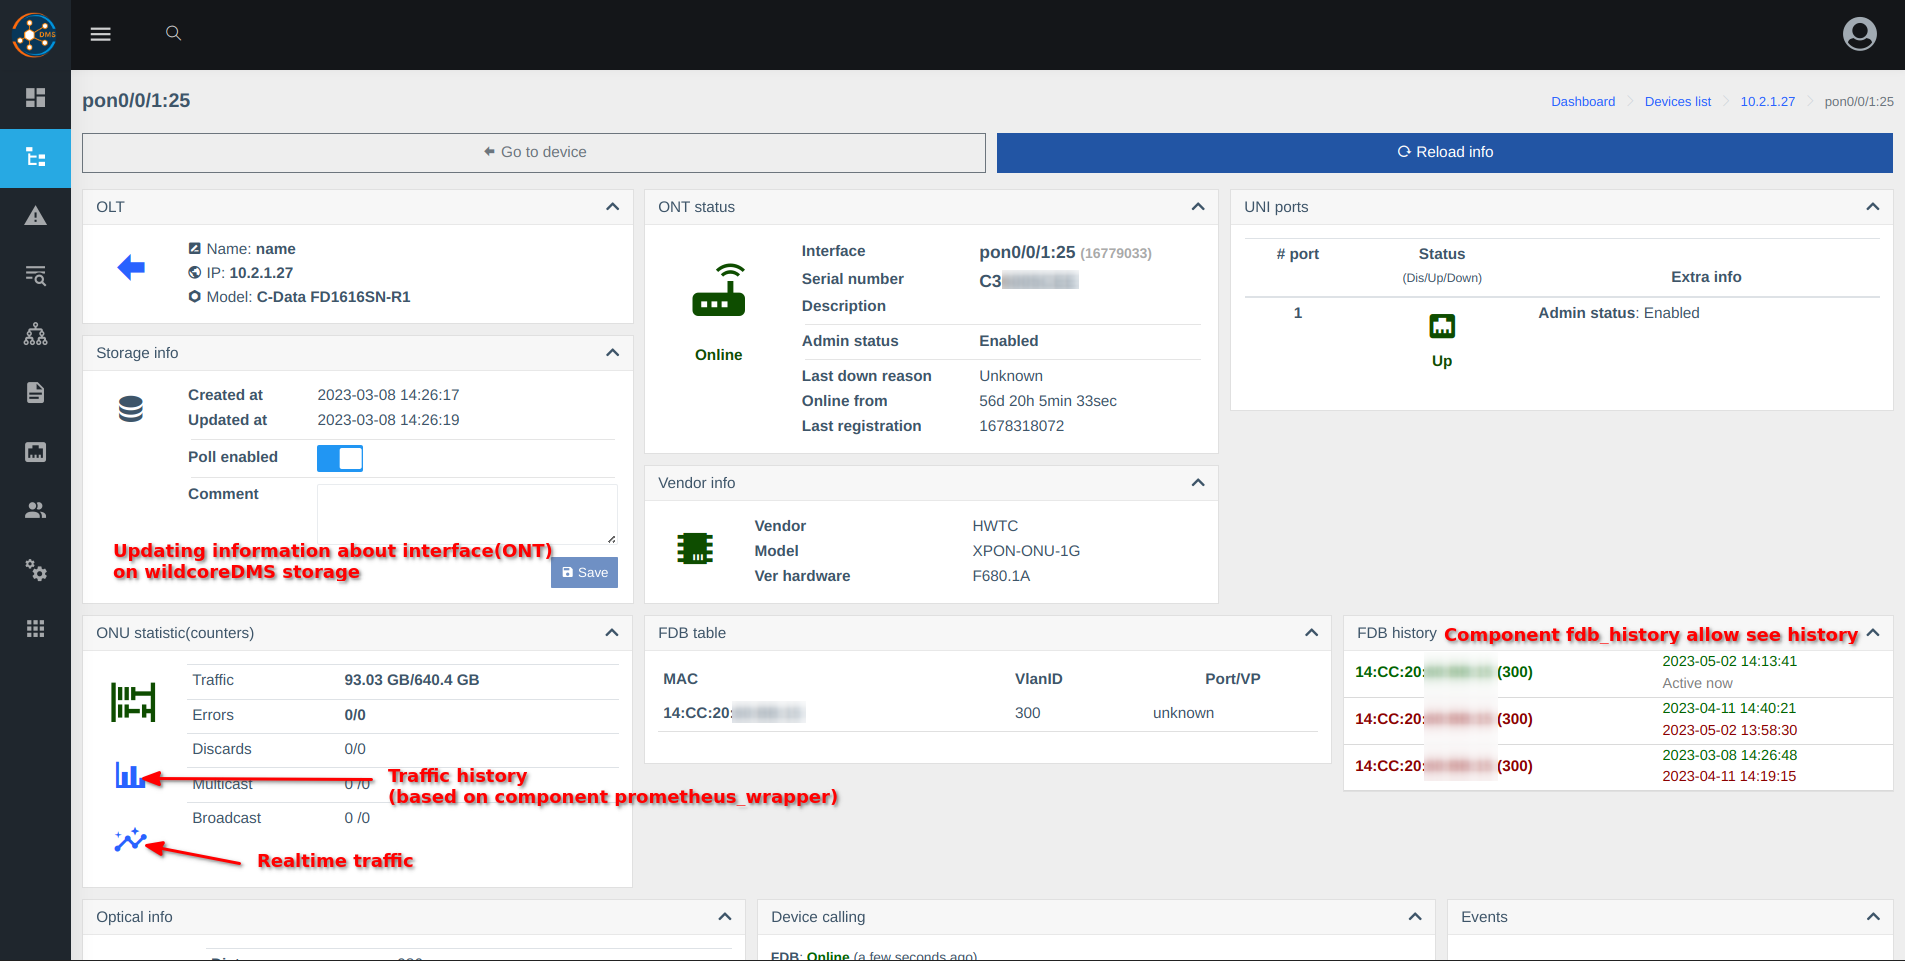 DMS
pon0/0/1:25
Dashboard
Devices list
10.2.1.27
pon0/0/1:25
Go to device
Reload info
OLT
Name: name
IP: 10.2.1.27
Model: C-Data FD1616SN-R1
Storage info
Created at 2023-03-08 14:26:17
Updated at 2023-03-08 14:26:19
Poll enabled
Comment
Updating information about interface(ONT)
on wildcoreDMS storage
Save
ONT status
Online
Interface pon0/0/1:25 (16779033)
Serial number C3
Description
Admin status Enabled
Last down reason Unknown
Online from 56d 20h 5min 33sec
Last registration 1678318072
Vendor info
Vendor HWTC
Model XPON-ONU-1G
Ver hardware F680.1A
UNI ports
# port Status Extra info
(Dis/Up/Down)
1 Admin status: Enabled
Up
ONU statistic(counters)
Traffic 93.03 GB/640.4 GB
Errors 0/0
Discards 0/0
Multicast 0 /0
Broadcast 0 /0
Traffic history
(based on component prometheus_wrapper)
Realtime traffic
FDB table
MAC VlanID Port/VP
14:CC:20: 300 unknown
FDB history
Component fdb_history allow see history
14:CC:20: (300) 2023-05-02 14:13:41
Active now
14:CC:20: (300) 2023-04-11 14:40:21
2023-05-02 13:58:30
14:CC:20: (300) 2023-03-08 14:26:48
2023-04-11 14:19:15
Optical info
Device calling
FDB: Online (a few seconds ago)
Events